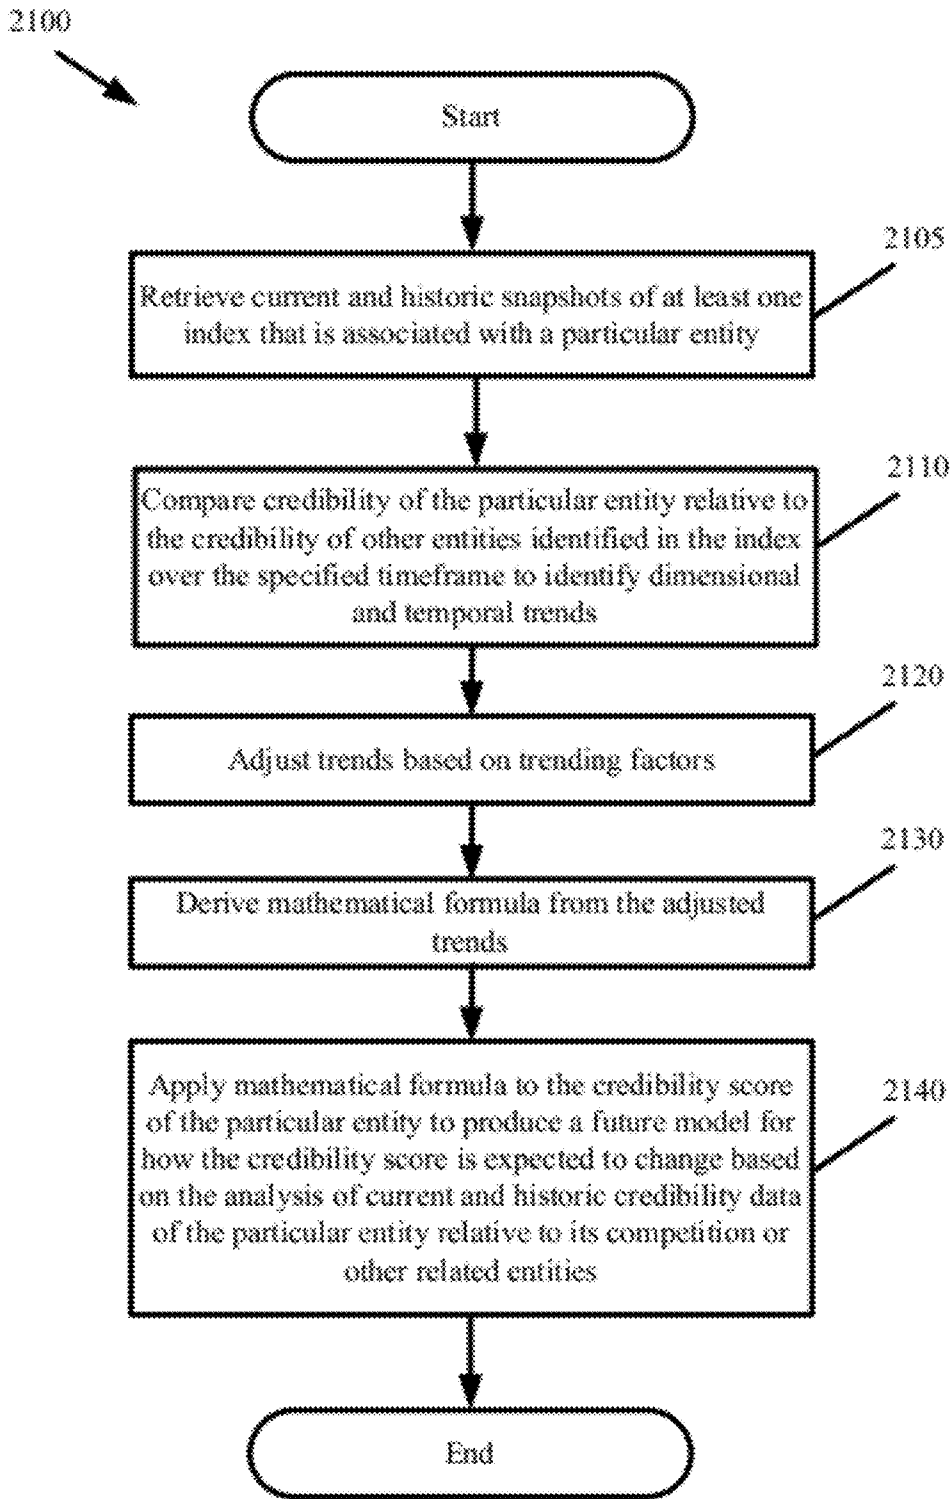 2100
Start
2105
Retrieve current and historic snapshots of at least one
index that is associated with a particular entity
2110
Compare credibility of the particular entity relative to
the credibility of other entities identified in the index
over the specified timeframe to identify dimensional
and temporal trends
2120
Adjust trends based on trending factors
2130
Derive mathematical formula from the adjusted
trends
2140
Apply mathematical formula to the credibility score
of the particular entity to produce a future model for
how the credibility score is expected to change based
on the analysis of current and historic credibility data
of the particular entity relative to its competition or
other related entities
End